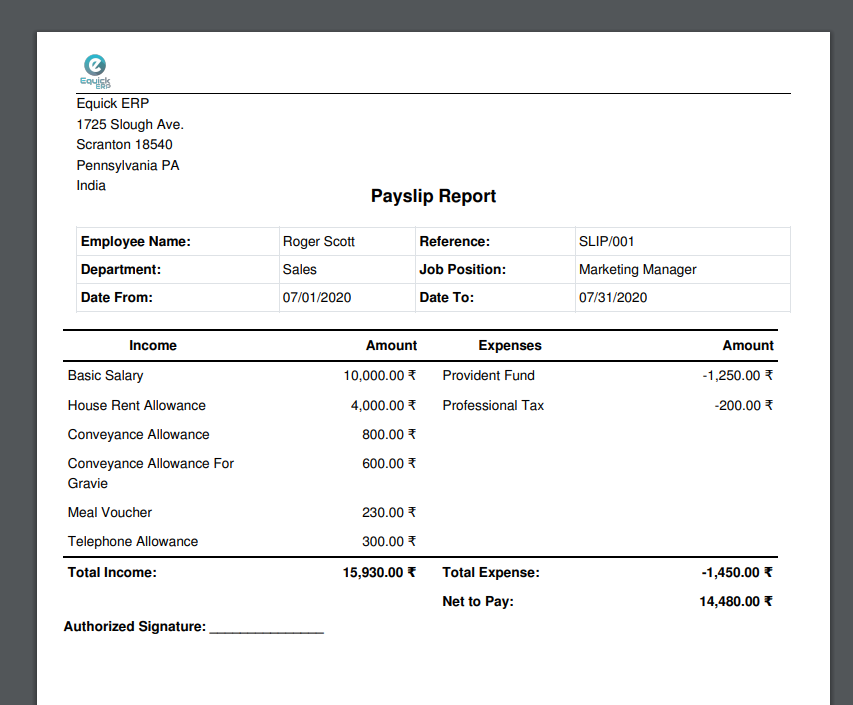 Equick
ERP
Equick ERP
1725 Slough Ave.
Scranton 18540
Pennsylvania PA
India
Payslip Report
Employee Name: Roger Scott Reference: SLIP/001
Department: Sales Job Position: Marketing Manager
Date From: 07/01/2020 Date To: 07/31/2020
Income Amount Expenses Amount
Basic Salary 10,000.00 ₹ Provident Fund -1,250.00 ₹
House Rent Allowance 4,000.00 ₹ Professional Tax -200.00 ₹
Conveyance Allowance 800.00 ₹
Conveyance Allowance For 600.00 ₹
Gravie
Meal Voucher 230.00 ₹
Telephone Allowance 300.00 ₹
Total Income: 15,930.00 ₹ Total Expense: -1,450.00 ₹
Net to Pay: 14,480.00 ₹
Authorized Signature: _______________